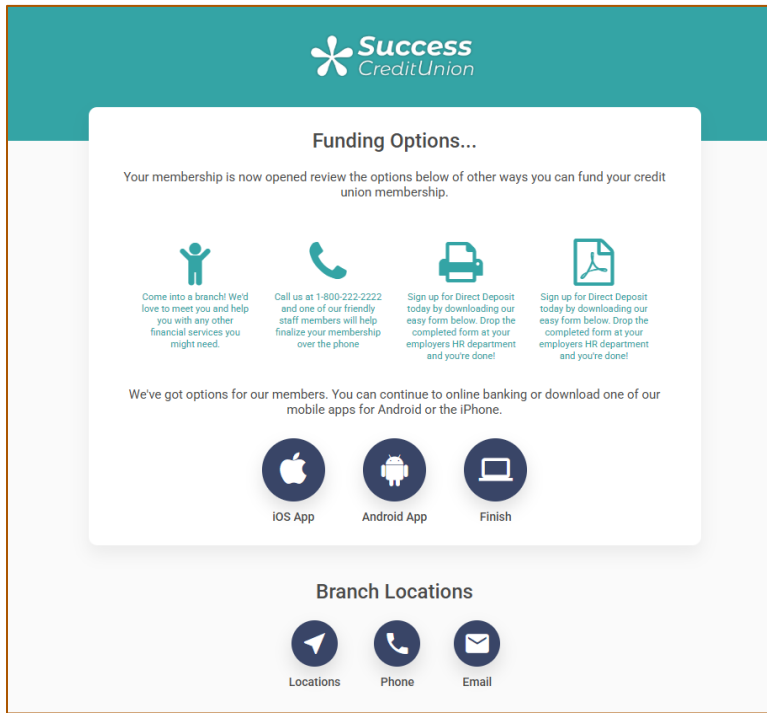 Success
CreditUnion
Funding Options...
Your membership is now opened review the options below of other ways you can fund your credit
union membership.
Come into a branch! We'd
love to meet you and help
you with any other
financial services you
might need.
Call us at 1-800-222-2222
and one of our friendly
staff members will help
finalize your membership
over the phone
Sign up for Direct Deposit
today by downloading our
easy form below. Drop the
completed form at your
employers HR department
and you're done!
Sign up for Direct Deposit
today by downloading our
easy form below. Drop the
completed form at your
employers HR department
and you're done!
We've got options for our members. You can continue to online banking or download one of our
mobile apps for Android or the iPhone.
iOS App
Android App
Finish
Branch Locations
Locations
Phone
Email